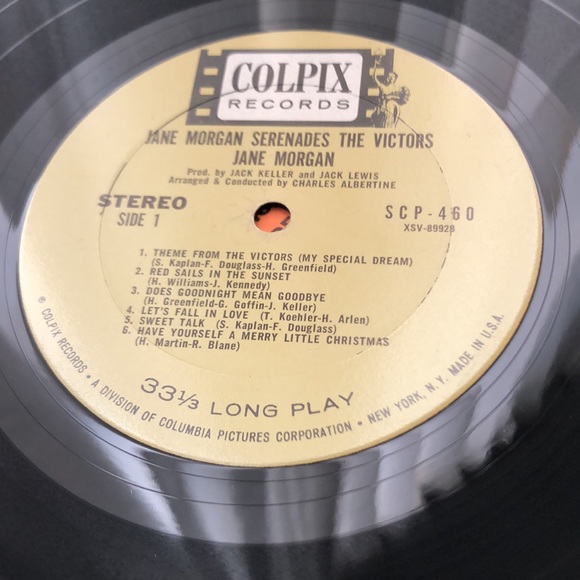 COLPIX
RECORDS
JANE MORGAN SERENADES THE VICTORS
JANE MORGAN
Prod. by JACK KELLER and JACK LEWIS
Arranged & Conducted by CHARLES ALBERTINE
STEREO
SIDE 1
SCP-460
XSV-89928
1. THEME FROM THE VICTORS (MY SPECIAL DREAM)
(S. Kaplan-F. Douglass-H. Greenfield)
2. RED SAILS IN THE SUNSET
(H. Williams-J. Kennedy)
3. DOES GOODNIGHT MEAN GOODBYE
(H. Greenfield-G. Goffin-J. Keller)
4. LET'S FALL IN LOVE (T. Koehler-H. Arlen)
5. SWEET TALK (S. Kaplan-F. Douglass)
6. HAVE YOURSELF A MERRY LITTLE CHRISTMAS
(H. Martin-R. Blane)
33⅓ LONG PLAY
® COLPIX RECORDS. • A DIVISION OF COLUMBIA PICTURES CORPORATION • NEW YORK, N.Y. MADE IN U.S.A.